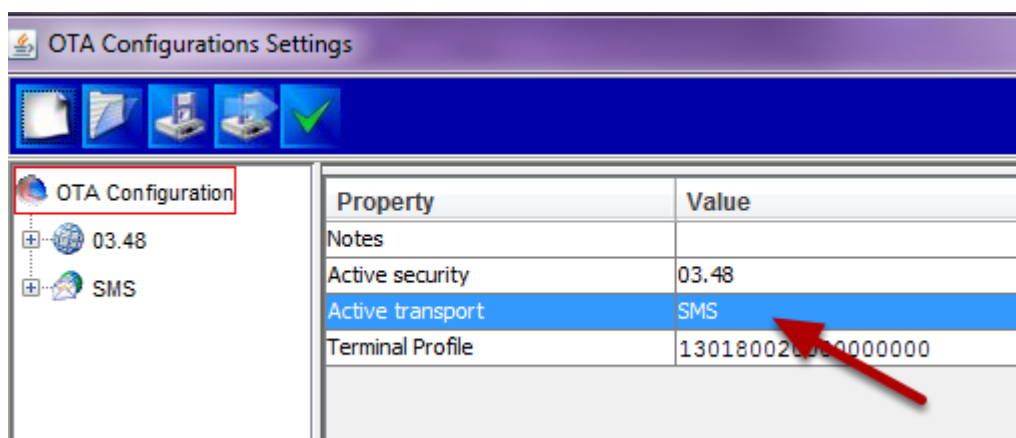 OTA Configurations Settings
OTA Configuration
03.48
SMS
Property Value
Notes
Active security 03.48
Active transport SMS
Terminal Profile